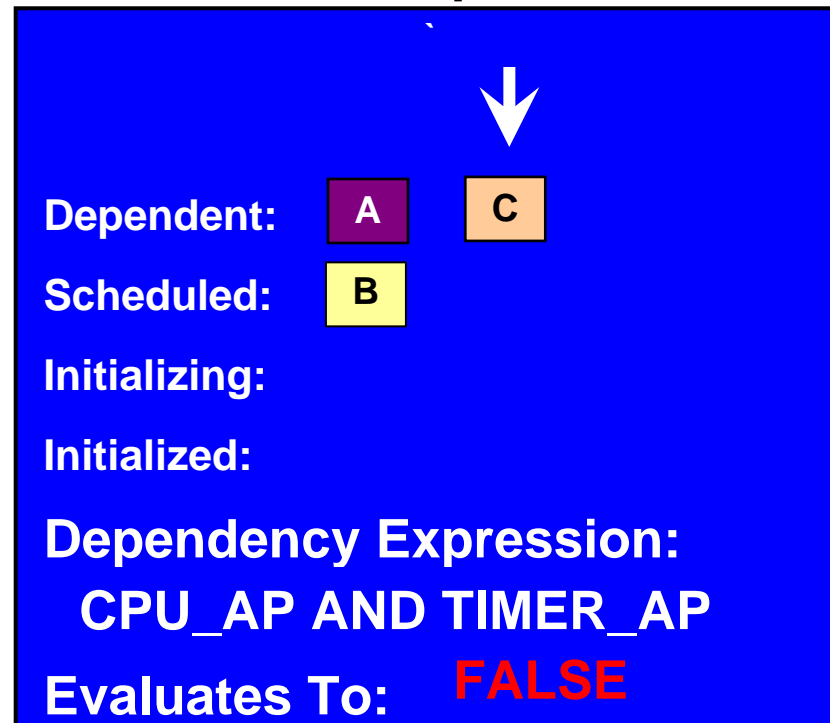 `
Dependent: A C
Scheduled: B
Initializing:
Initialized:
Dependency Expression:
CPU_AP AND TIMER_AP
Evaluates To: FALSE